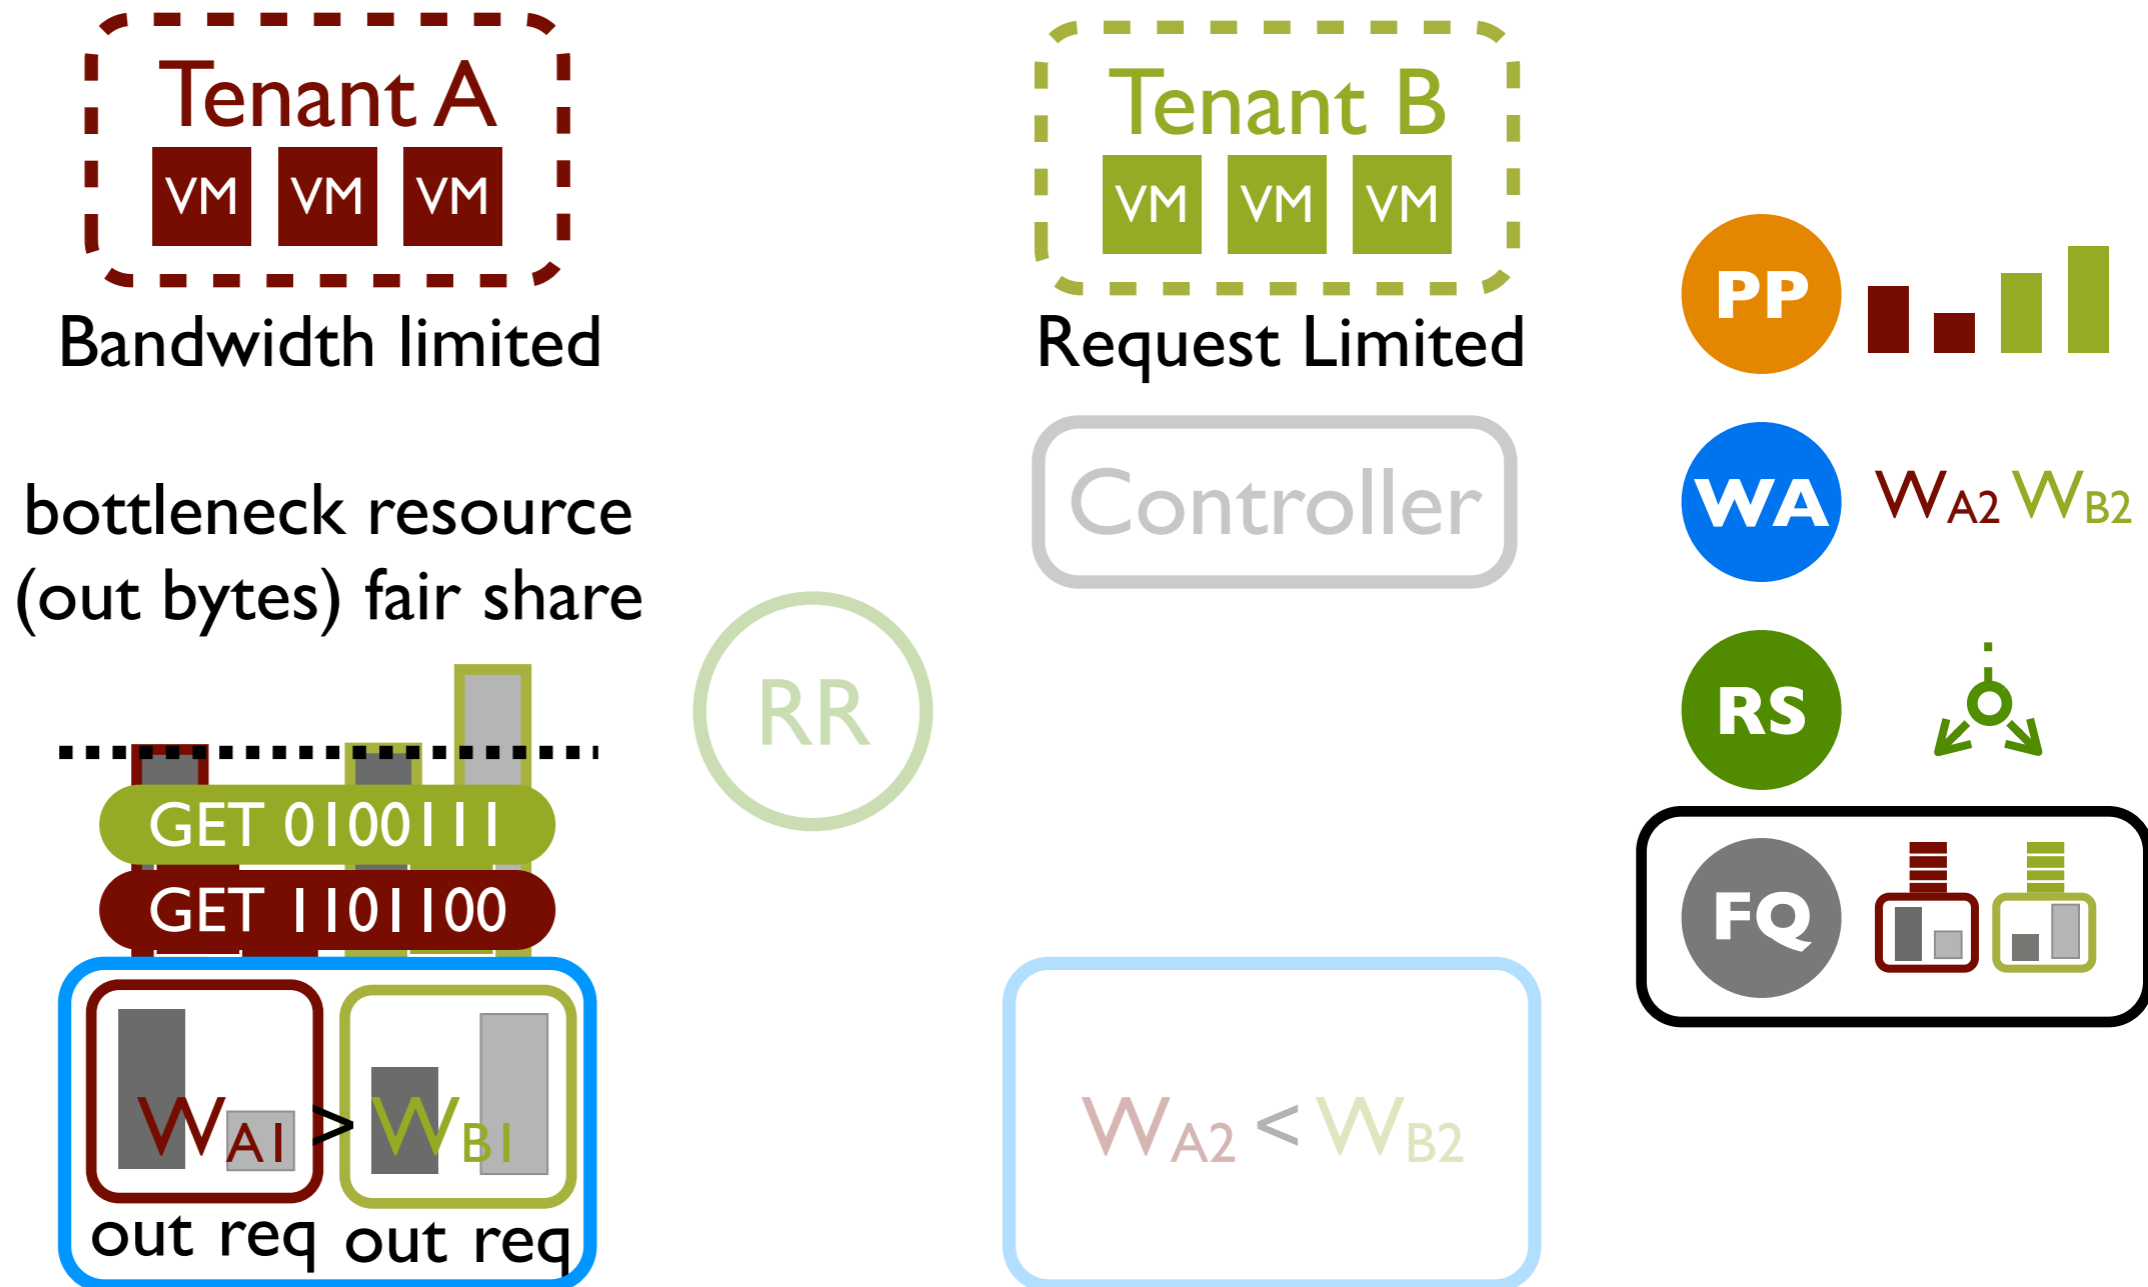 Tenant A
VM VM VM
Bandwidth limited
Tenant B
VM VM VM
Request Limited
Controller
bottleneck resource
(out bytes) fair share
RR
GET 0100111
GET 1101100
WA1 > WB1
out req out req
WA2 < WB2
PP
WA WA2 WB2
RS
FQ